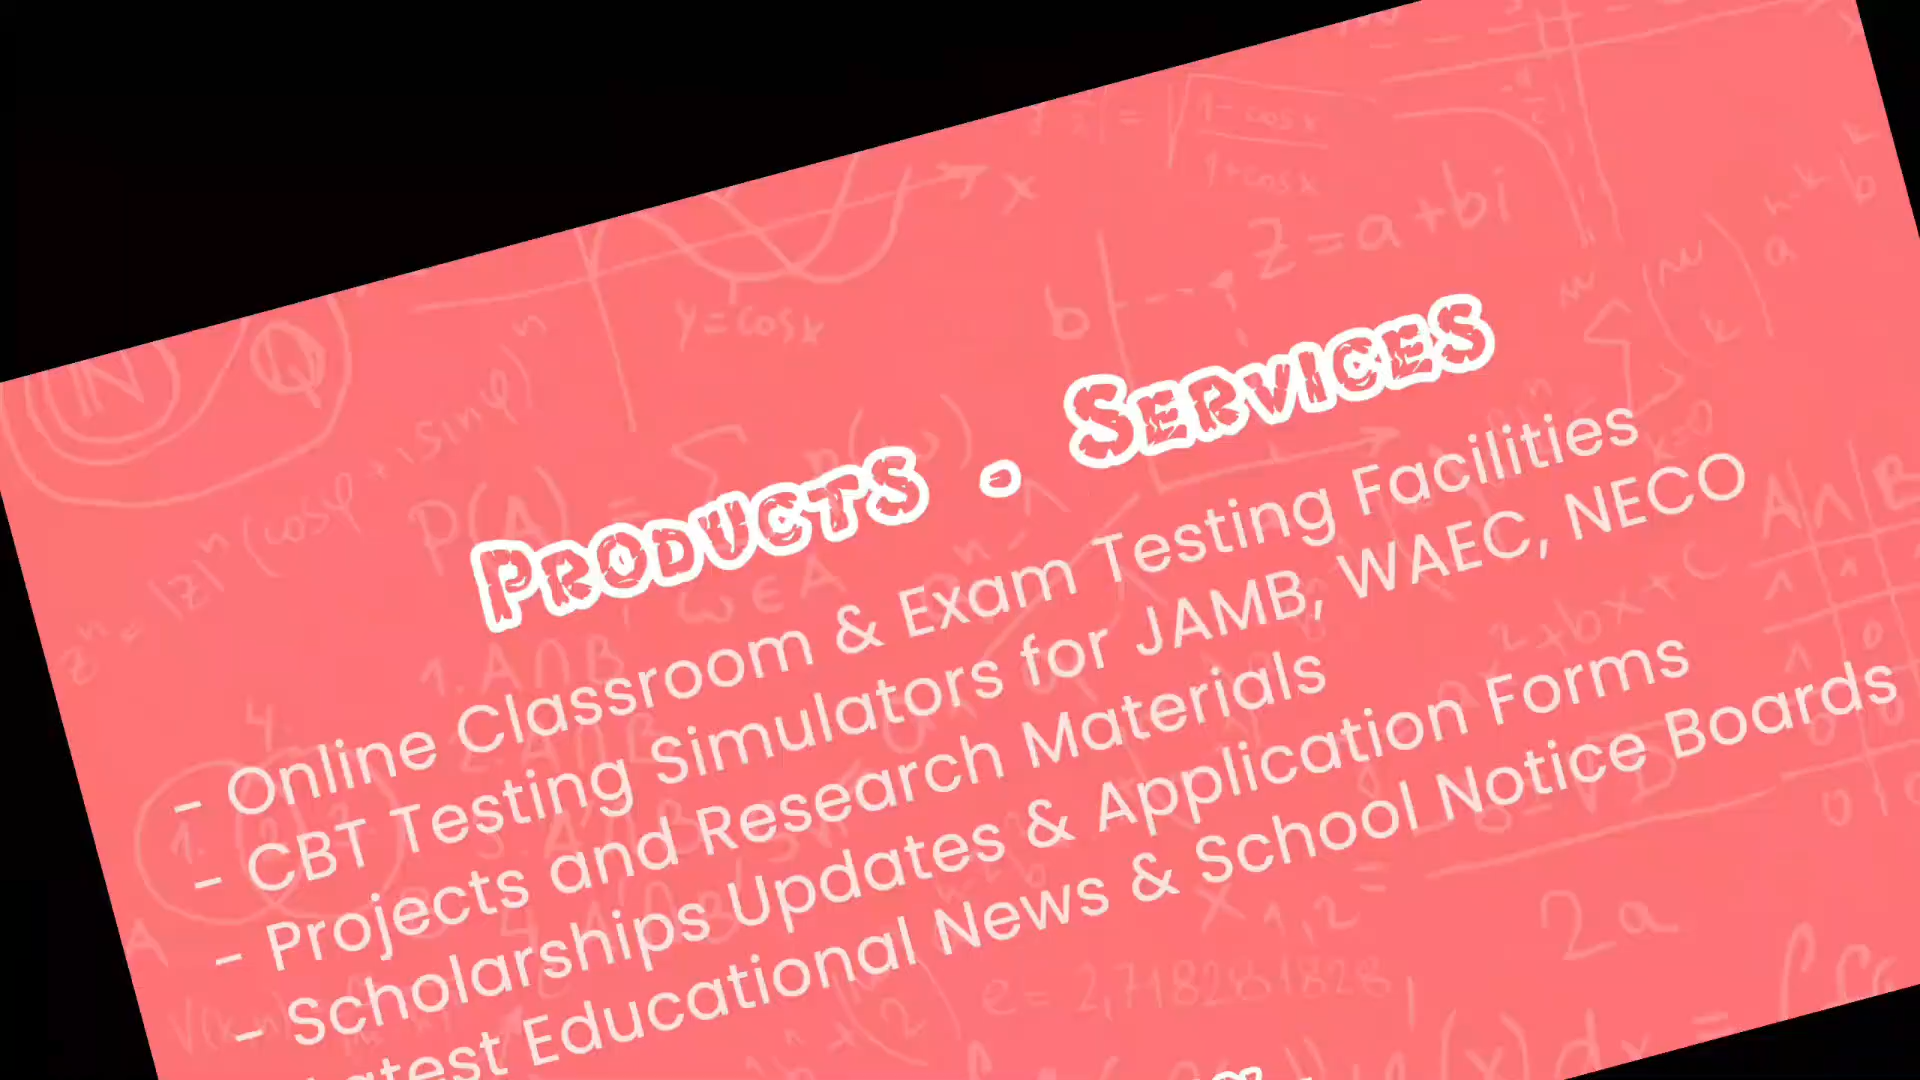 Products . Services
- Online Classroom & Exam Testing Facilities
- CBT Testing Simulators for JAMB, WAEC, NECO
- Projects and Research Materials
- Scholarships Updates & Application Forms
Latest Educational News & School Notice Boards